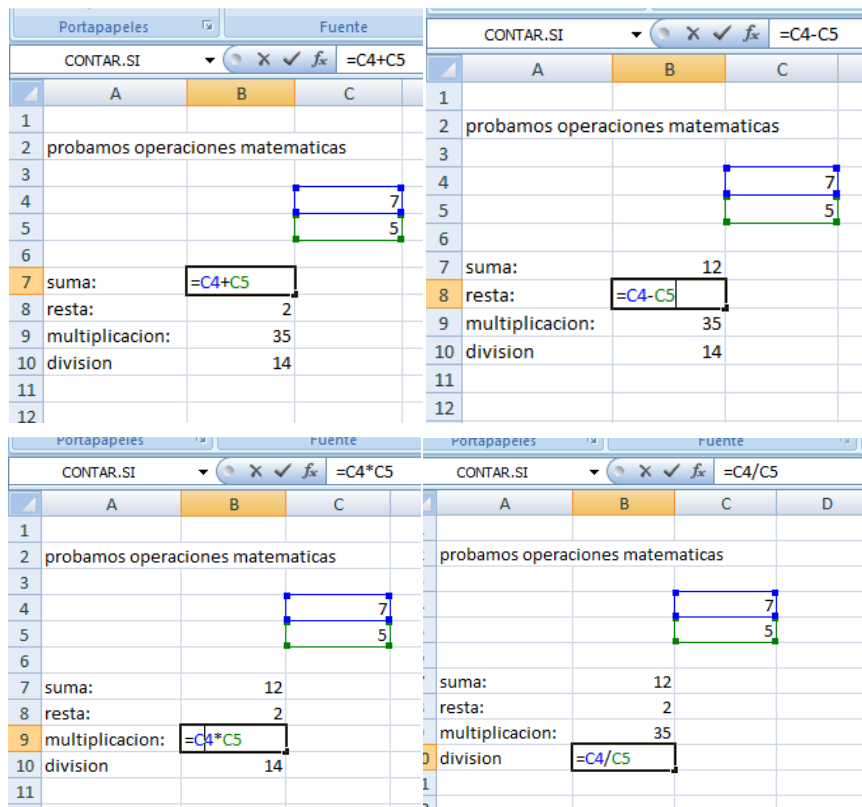 Portapapeles Fuente
CONTAR.SI fx =C4+C5
A B C
1
2 probamos operaciones matematicas
3
4 7
5 5
6
7 suma: =C4+C5
8 resta: 2
9 multiplicacion: 35
10 division 14
11
12
CONTAR.SI fx =C4-C5
A B C
1
2 probamos operaciones matematicas
3
4 7
5 5
6
7 suma: 12
8 resta: =C4-C5
9 multiplicacion: 35
10 division 14
11
12
Portapapeles Fuente
CONTAR.SI fx =C4*C5
A B C
1
2 probamos operaciones matematicas
3
4 7
5 5
6
7 suma: 12
8 resta: 2
9 multiplicacion: =C4*C5
10 division 14
11
Portapapeles Fuente
CONTAR.SI fx =C4/C5
A B C D
probamos operaciones matematicas
7
5
suma: 12
resta: 2
multiplicacion: 35
division =C4/C5